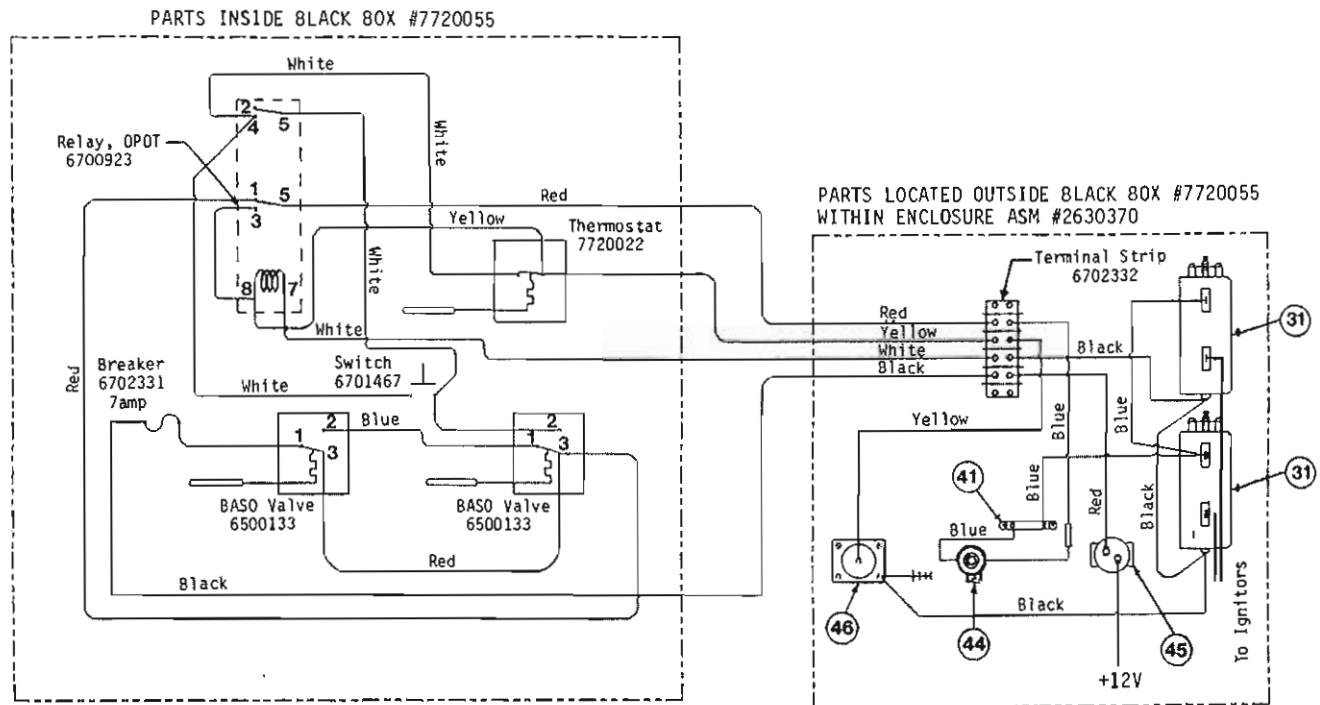 PARTS INSIDE 8LACK 80X #7720055
White
2
4
5
White
Relay, OPOT
6700923
1
5
3
Red
Yellow
Thermostat
7720022
White
8
7
White
Breaker
6702331
7amp
Red
White
Switch
6701467
1
2
3
Blue
2
1
3
BASO Valve
6500133
BASO Valve
6500133
Red
Black
PARTS LOCATED OUTSIDE 8LACK 80X #7720055
WITHIN ENCLOSURE ASM #2630370
Terminal Strip
6702332
Red
Yellow
White
Black
Black
31
Blue
Blue
Yellow
41
Blue
Red
Black
31
Blue
Black
46
44
45
+12V
To Ignitors